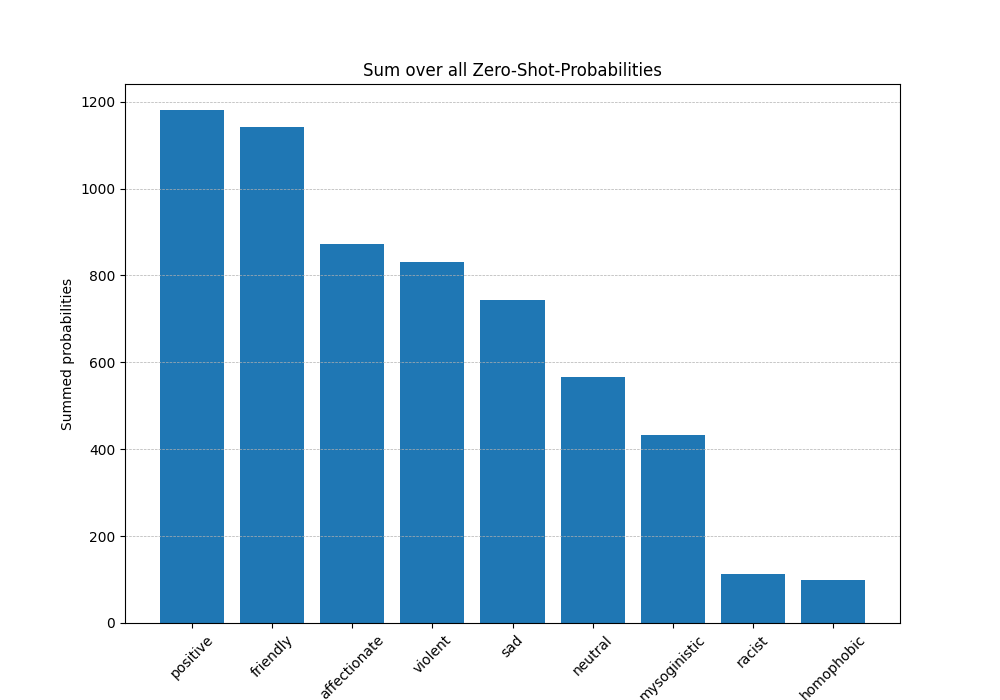 Sum over all Zero-Shot-Probabilities
Summed probabilities
1200
1000
800
600
400
200
0
positive
friendly
affectionate
violent
sad
neutral
mysoginistic
racist
homophobic